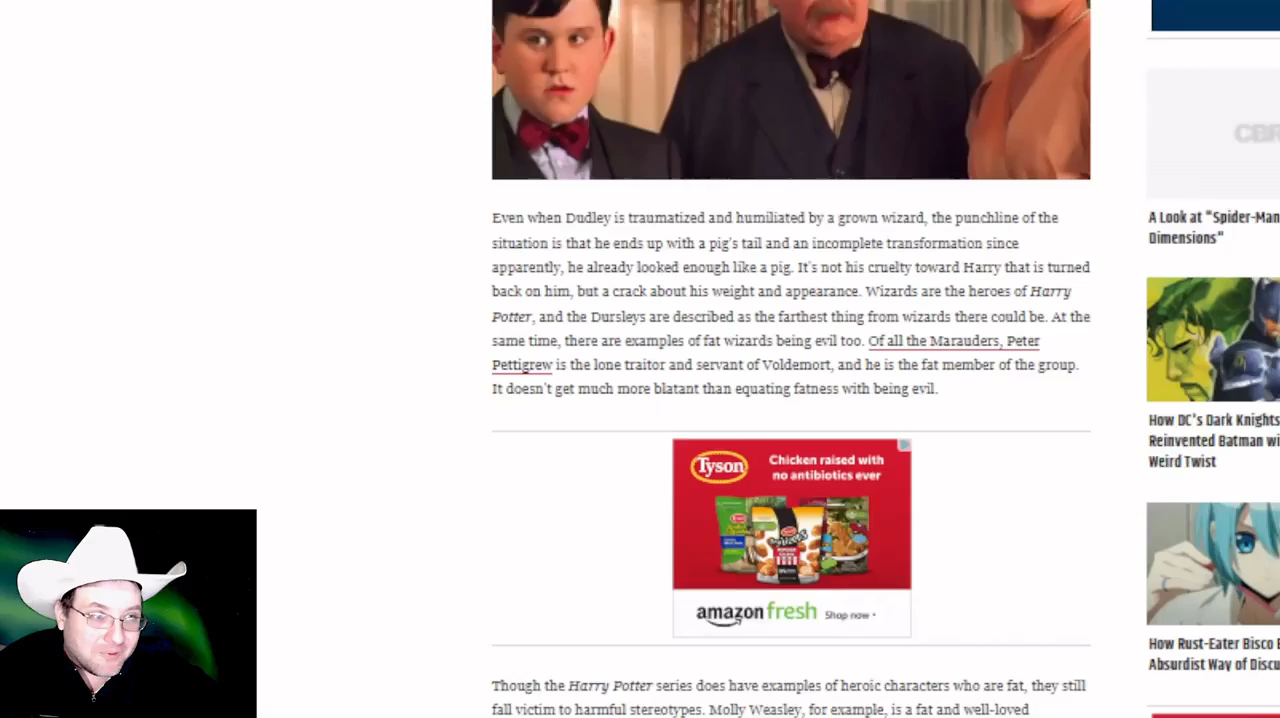 Even when Dudley is traumatized and humiliated by a grown wizard, the punchline of the
situation is that he ends up with a pig's tail and an incomplete transformation since
apparently, he already looked enough like a pig. It's not his cruelty toward Harry that is turned
back on him, but a crack about his weight and appearance. Wizards are the heroes of Harry
Potter, and the Dursleys are described as the farthest thing from wizards there could be. At the
same time, there are examples of fat wizards being evil too. Of all the Marauders, Peter
Pettigrew is the lone traitor and servant of Voldemort, and he is the fat member of the group.
It doesn't get much more blatant than equating fatness with being evil.
Tyson
Chicken raised with
no antibiotics ever
amazon fresh Shop now
Though the Harry Potter series does have examples of heroic characters who are fat, they still
fall victim to harmful stereotypes. Molly Weasley, for example, is a fat and well-loved
CBR
A Look at "Spider-Man
Dimensions"
How DC's Dark Knights
Reinvented Batman wi
Weird Twist
How Rust-Eater Bisco E
Absurdist Way of Discu